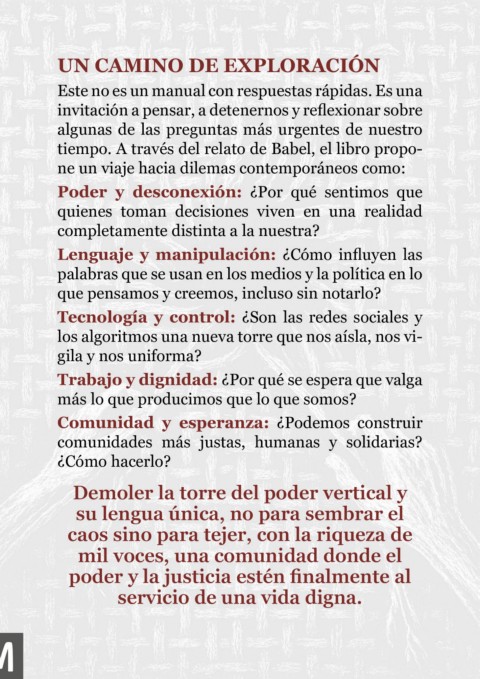 UN CAMINO DE EXPLORACIÓN
Este no es un manual con respuestas rápidas. Es una
invitación a pensar, a detenernos y reflexionar sobre
algunas de las preguntas más urgentes de nuestro
tiempo. A través del relato de Babel, el libro propo-
ne un viaje hacia dilemas contemporáneos como:
Poder y desconexión: ¿Por qué sentimos que
quienes toman decisiones viven en una realidad
completamente distinta a la nuestra?
Lenguaje y manipulación: ¿Cómo influyen las
palabras que se usan en los medios y la política en lo
que pensamos y creemos, incluso sin notarlo?
Tecnología y control: ¿Son las redes sociales y
los algoritmos una nueva torre que nos aísla, nos vi-
gila y nos uniforma?
Trabajo y dignidad: ¿Por qué se espera que valga
más lo que producimos que lo que somos?
Comunidad y esperanza: ¿Podemos construir
comunidades más justas, humanas y solidarias?
¿Cómo hacerlo?
Demoler la torre del poder vertical y
su lengua única, no para sembrar el
caos sino para tejer, con la riqueza de
mil voces, una comunidad donde el
poder y la justicia estén finalmente al
servicio de una vida digna.